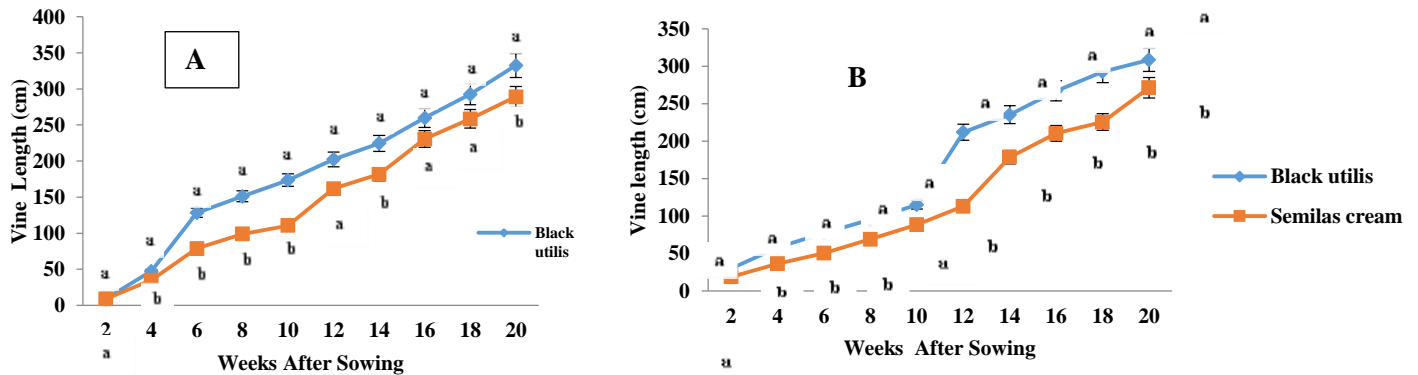 400
350
300
250
200
150
100
50
0
Vine Length (cm)
A
a
a
a
a
a
a
a
a
a
a
b
b
b
b
a
b
a
a
b
a
Black
utilis
2 4 6 8 10 12 14 16 18 20
Weeks After Sowing
350
300
250
200
150
100
50
0
Vine length (cm)
B
a
a
a
a
a
a
a
a
a
a
a
b
b
b
a
b
b
b
b
b
a
2 4 6 8 10 12 14 16 18 20
Weeks After Sowing
Black utilis
Semilas cream